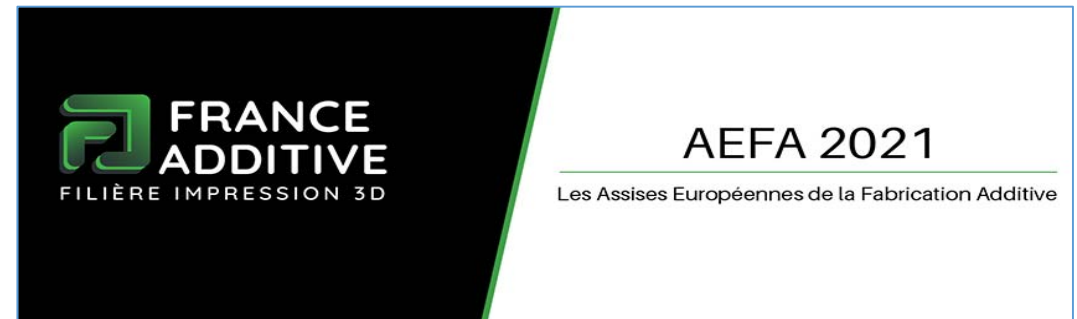 FRANCE
ADDITIVE
FILIÈRE IMPRESSION 3D
AEFA 2021
Les Assises Européennes de la Fabrication Additive